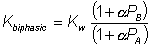 K_biphasic = K_w (1 + αP_B) / (1 + αP_A)